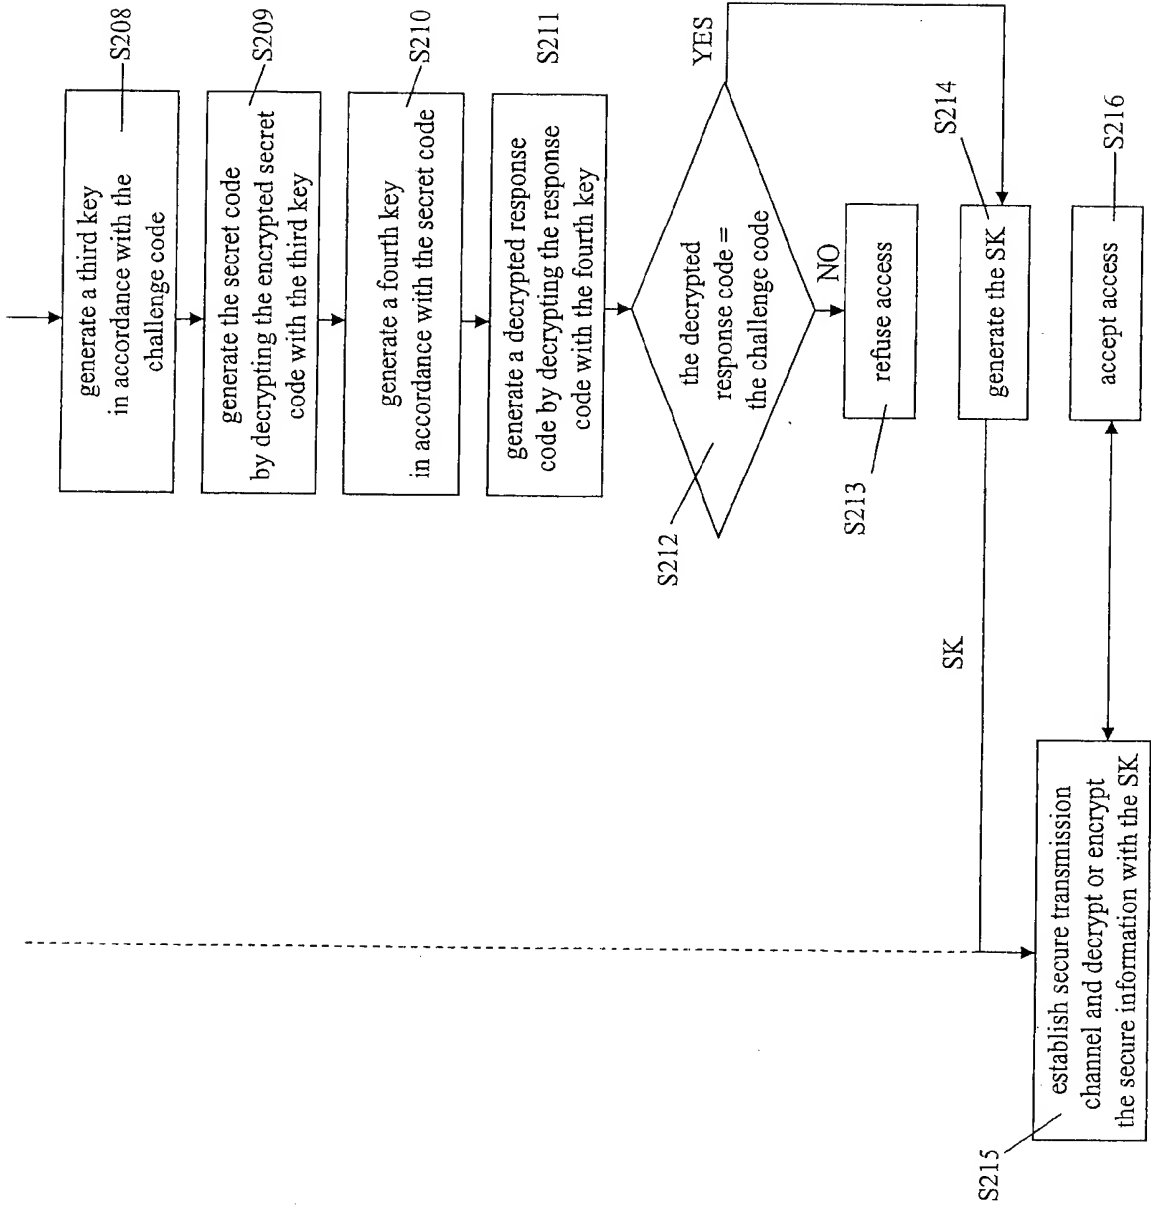 generate a third key
in accordance with the
challenge code
S208
generate the secret code
by decrypting the encrypted secret
code with the third key
S209
generate a fourth key
in accordance with the secret code
S210
generate a decrypted response
code by decrypting the response
code with the fourth key
S211
the decrypted
response code =
the challenge code
S212
YES
NO
refuse access
S213
generate the SK
S214
SK
establish secure transmission
channel and decrypt or encrypt
the secure information with the SK
S215
accept access
S216